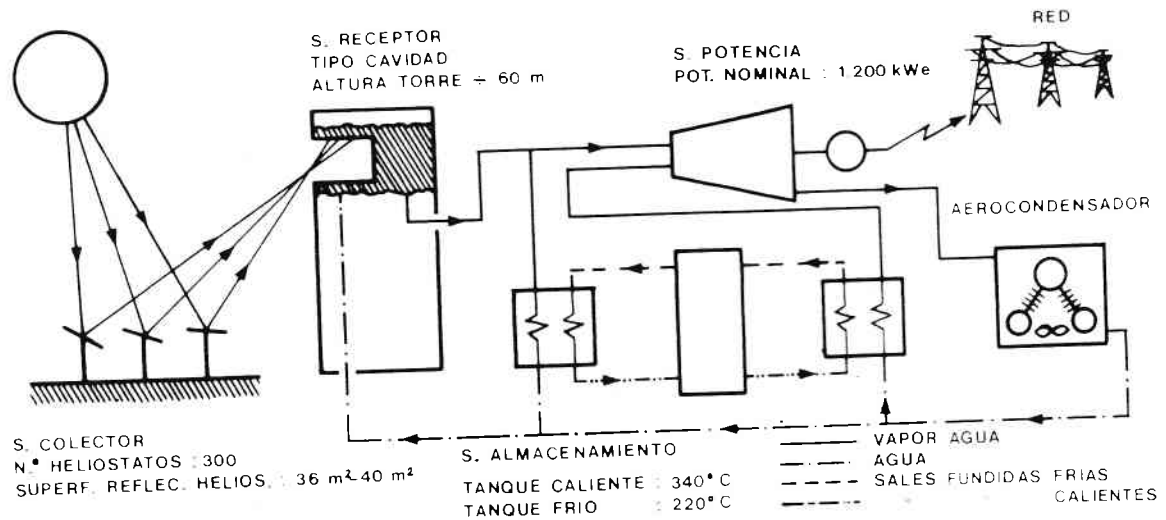 S. RECEPTOR
TIPO CAVIDAD
ALTURA TORRE ÷ 60 m
S. POTENCIA
POT. NOMINAL : 1.200 kWe
RED
AEROCONDENSADOR
S. COLECTOR
N.º HELIOSTATOS : 300
SUPERF. REFLEC. HELIOS. : 36 m²-40 m²
S. ALMACENAMIENTO
TANQUE CALIENTE : 340°C
TANQUE FRIO : 220°C
VAPOR AGUA
AGUA
SALES FUNDIDAS FRIAS
CALIENTES